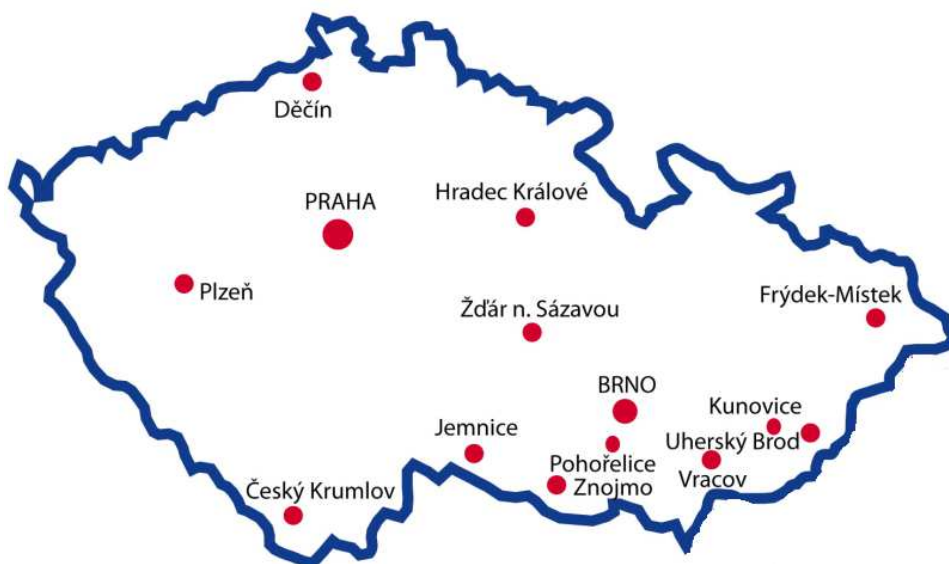 Děčín
Hradec Králové
PRAHA
Plzeň
Frýdek-Místek
Žďár n. Sázavou
BRNO
Kunovice
Jemnice
Uherský Brod
Pohořelice
Vracov
Znojmo
Český Krumlov